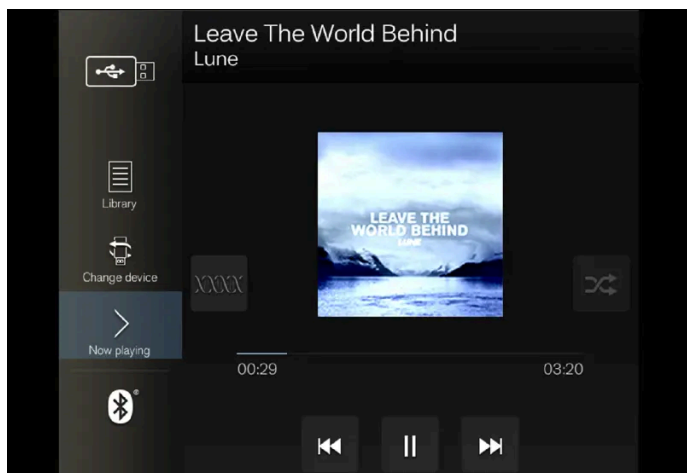 Leave The World Behind
Lune
Library
Change device
Now playing
LEAVE THE
WORLD BEHIND
LUNE
00:29
03:20